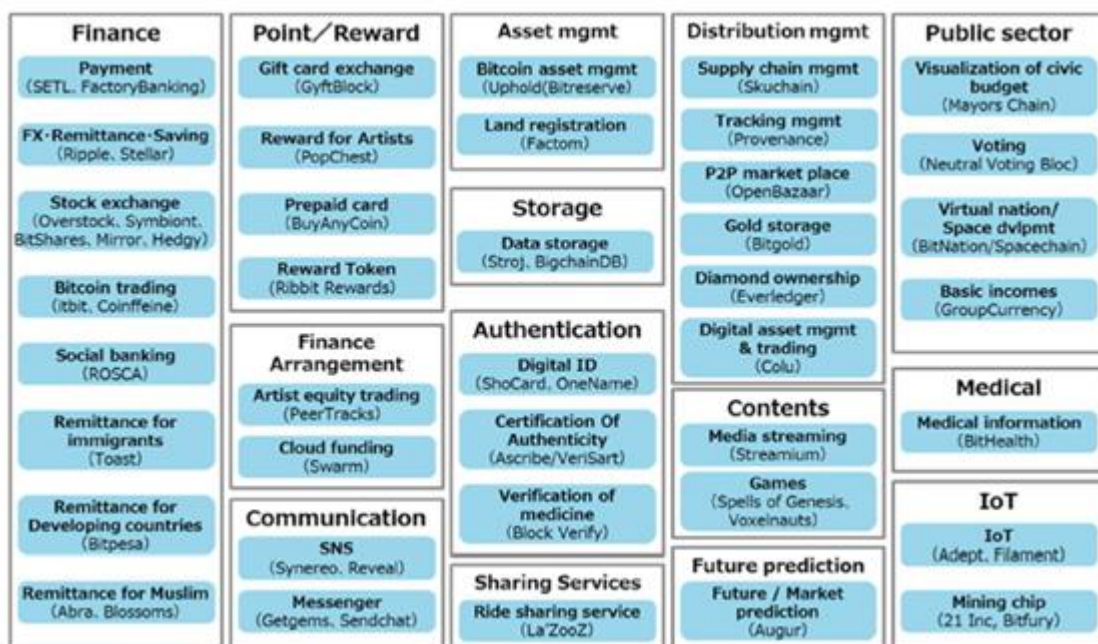 Finance
Payment
(SETL. FactoryBanking)
FX・Remittance・Saving
(Ripple. Stellar)
Stock exchange
(Overstock. Symbiont.
BitShares. Mirror. Hedgy)
Bitcoin trading
(itbit. Coinffeine)
Social banking
(ROSCA)
Remittance for
immigrants
(Toast)
Remittance for
Developing countries
(Bitpesa)
Remittance for Muslim
(Abra. Blossoms)
Point／Reward
Gift card exchange
(GyftBlock)
Reward for Artists
(PopChest)
Prepaid card
(BuyAnyCoin)
Reward Token
(Ribbit Rewards)
Finance
Arrangement
Artist equity trading
(PeerTracks)
Cloud funding
(Swarm)
Communication
SNS
(Synereo. Reveal)
Messenger
(Getgems. Sendchat)
Asset mgmt
Bitcoin asset mgmt
(Uphold(Bitreserve)
Land registration
(Factom)
Storage
Data storage
(Stroj. BigchainDB)
Authentication
Digital ID
(ShoCard. OneName)
Certification Of
Authenticity
(Ascribe/VeriSart)
Verification of
medicine
(Block Verify)
Sharing Services
Ride sharing service
(La'ZooZ)
Distribution mgmt
Supply chain mgmt
(Skuchain)
Tracking mgmt
(Provenance)
P2P market place
(OpenBazaar)
Gold storage
(Bitgold)
Diamond ownership
(Everledger)
Digital asset mgmt
& trading
(Colu)
Contents
Media streaming
(Streamium)
Games
(Spells of Genesis.
Voxelnauts)
Future prediction
Future / Market
prediction
(Augur)
Public sector
Visualization of civic
budget
(Mayors Chain)
Voting
(Neutral Voting Bloc)
Virtual nation/
Space dvlpmt
(BitNation/Spacechain)
Basic incomes
(GroupCurrency)
Medical
Medical information
(BitHealth)
IoT
IoT
(Adept. Filament)
Mining chip
(21 Inc, Bitfury)